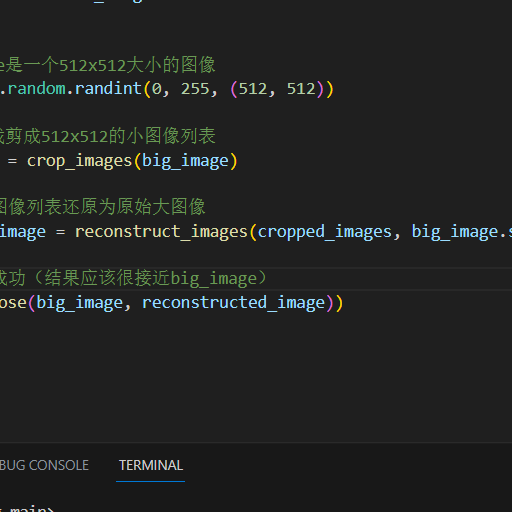 e是一个512x512大小的图像
.random.randint(0, 255, (512, 512))
剪成512x512的小图像列表
= crop_images(big_image)
图像列表还原为原始大图像
image = reconstruct_images(cropped_images, big_image.s
成功（结果应该很接近big_image）
ose(big_image, reconstructed_image))
BUG CONSOLE TERMINAL